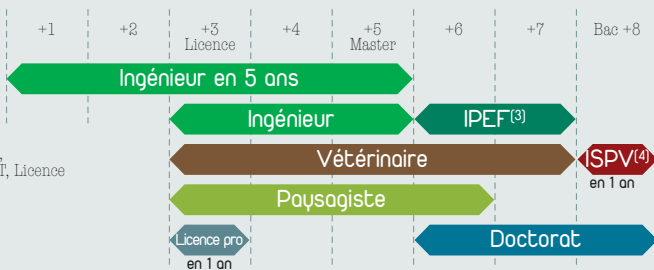 +1 +2 +3 +4 +5 +6 +7 Bac +8
Licence Master
Ingénieur en 5 ans
Ingénieur IPEF(3)
Vétérinaire ISPV(4)
, Licence
en 1 an
Paysagiste
Licence pro Doctorat
en 1 an